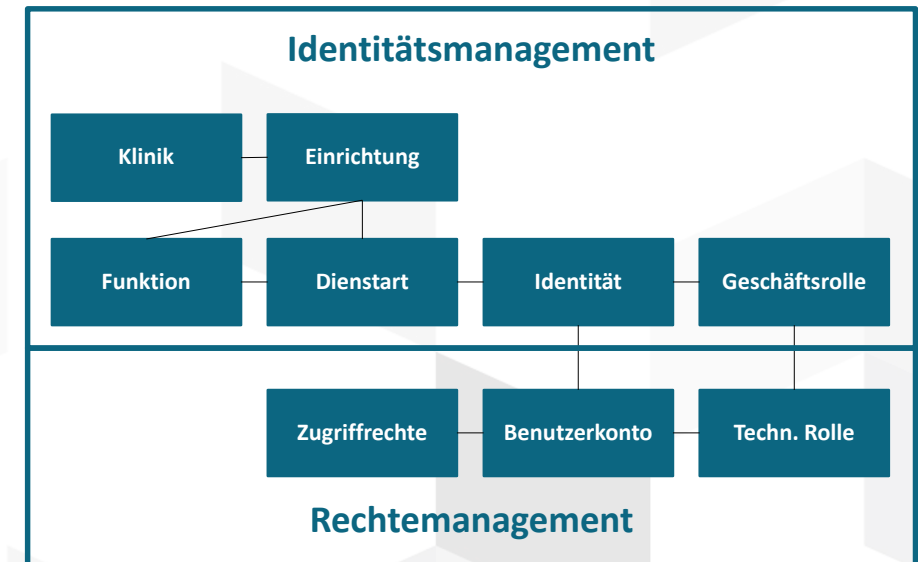 Identitätsmanagement
Klinik
Einrichtung
Funktion
Dienstart
Identität
Geschäftsrolle
Zugriffrechte
Benutzerkonto
Techn. Rolle
Rechtemanagement